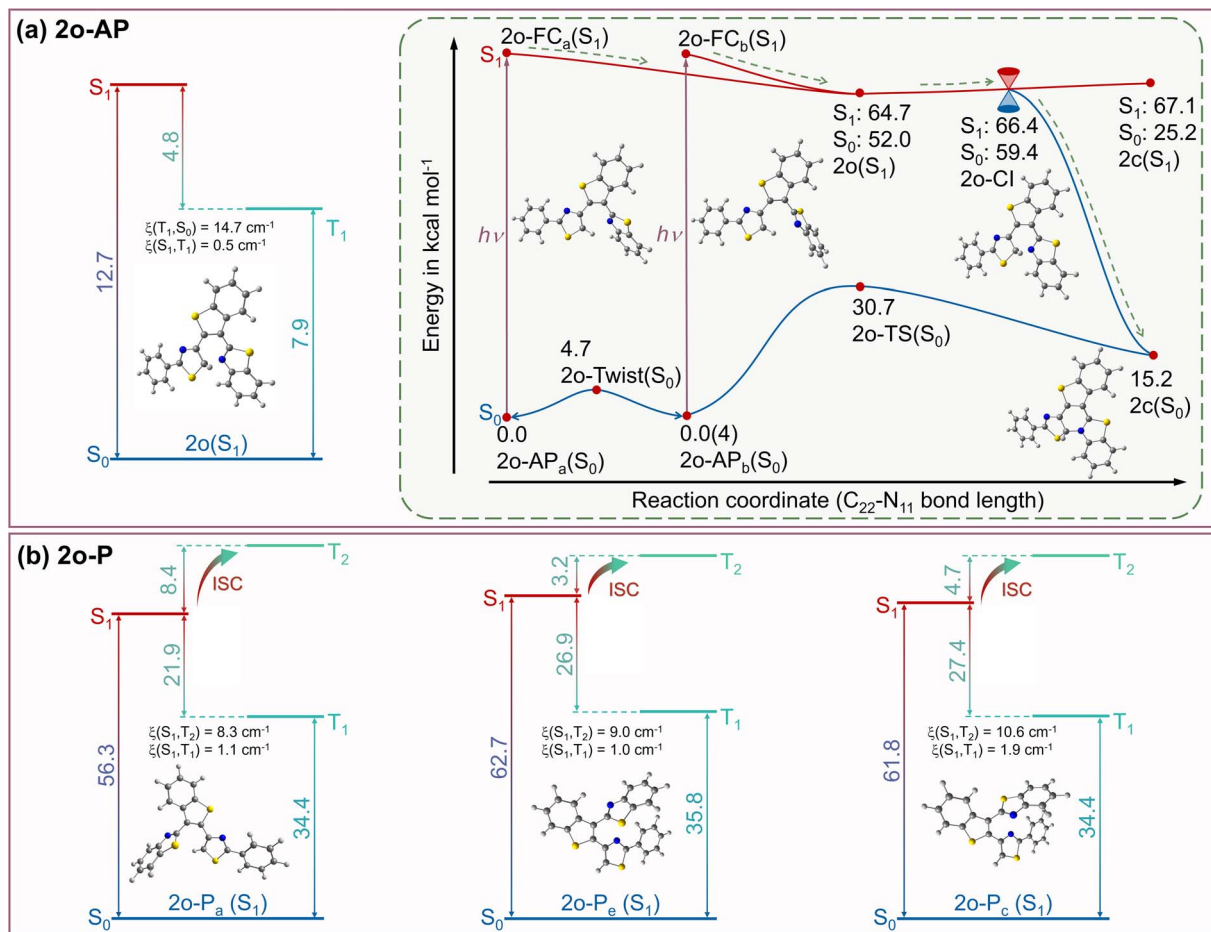 (a) 2o-AP
S₁
4.8
T₁
ξ(T₁,S₀) = 14.7 cm⁻¹
ξ(S₁,T₁) = 0.5 cm⁻¹
12.7
7.9
2o(S₁)
S₀
Energy in kcal mol⁻¹
2o-FCₐ(S₁)
2o-FC_b(S₁)
S₁
S₁: 64.7
S₀: 52.0
2o(S₁)
S₁: 66.4
S₀: 59.4
2o-CI
S₁: 67.1
S₀: 25.2
2c(S₁)
hν
hν
30.7
2o-TS(S₀)
4.7
2o-Twist(S₀)
15.2
2c(S₀)
S₀
0.0
2o-APₐ(S₀)
0.0(4)
2o-AP_b(S₀)
Reaction coordinate (C₂₂-N₁₁ bond length)
(b) 2o-P
T₂
8.4
ISC
S₁
21.9
T₁
ξ(S₁,T₂) = 8.3 cm⁻¹
ξ(S₁,T₁) = 1.1 cm⁻¹
56.3
34.4
2o-Pₐ (S₁)
S₀
T₂
3.2
ISC
S₁
26.9
T₁
ξ(S₁,T₂) = 9.0 cm⁻¹
ξ(S₁,T₁) = 1.0 cm⁻¹
62.7
35.8
2o-Pₑ (S₁)
S₀
T₂
4.7
ISC
S₁
27.4
T₁
ξ(S₁,T₂) = 10.6 cm⁻¹
ξ(S₁,T₁) = 1.9 cm⁻¹
61.8
34.4
2o-P_c (S₁)
S₀